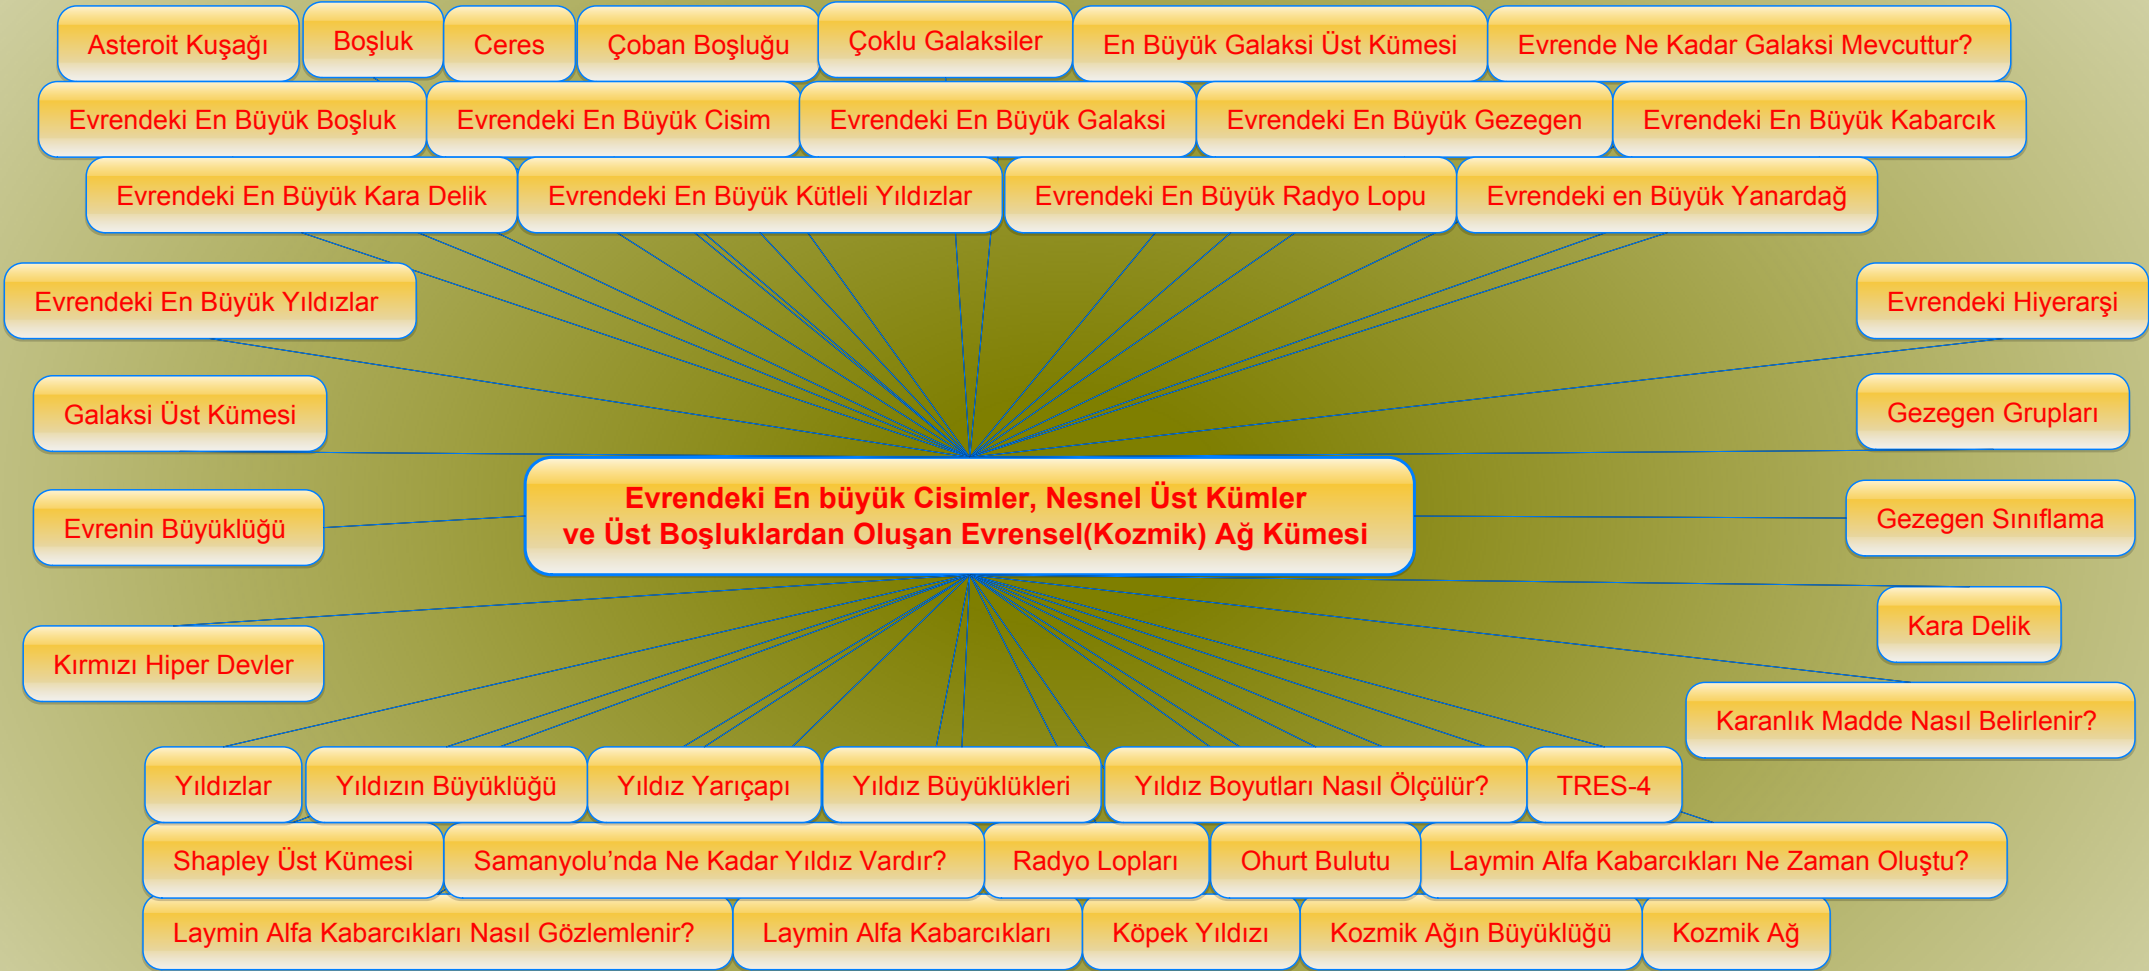 Asteroit Kuşağı
Boşluk
Ceres
Çoban Boşluğu
Çoklu Galaksiler
En Büyük Galaksi Üst Kümesi
Evrende Ne Kadar Galaksi Mevcuttur?
Evrendeki En Büyük Boşluk
Evrendeki En Büyük Cisim
Evrendeki En Büyük Galaksi
Evrendeki En Büyük Gezegen
Evrendeki En Büyük Kabarcık
Evrendeki En Büyük Kara Delik
Evrendeki En Büyük Kütleli Yıldızlar
Evrendeki En Büyük Radyo Lopu
Evrendeki en Büyük Yanardağ
Evrendeki En Büyük Yıldızlar
Evrendeki Hiyerarşi
Galaksi Üst Kümesi
Gezegen Grupları
Evrendeki En büyük Cisimler, Nesnel Üst Kümler
ve Üst Boşluklardan Oluşan Evrensel(Kozmik) Ağ Kümesi
Evrenin Büyüklüğü
Gezegen Sınıflama
Kara Delik
Kırmızı Hiper Devler
Karanlık Madde Nasıl Belirlenir?
Yıldızlar
Yıldızın Büyüklüğü
Yıldız Yarıçapı
Yıldız Büyüklükleri
Yıldız Boyutları Nasıl Ölçülür?
TRES-4
Shapley Üst Kümesi
Samanyolu’nda Ne Kadar Yıldız Vardır?
Radyo Lopları
Ohurt Bulutu
Laymin Alfa Kabarcıkları Ne Zaman Oluştu?
Laymin Alfa Kabarcıkları Nasıl Gözlemlenir?
Laymin Alfa Kabarcıkları
Köpek Yıldızı
Kozmik Ağın Büyüklüğü
Kozmik Ağ